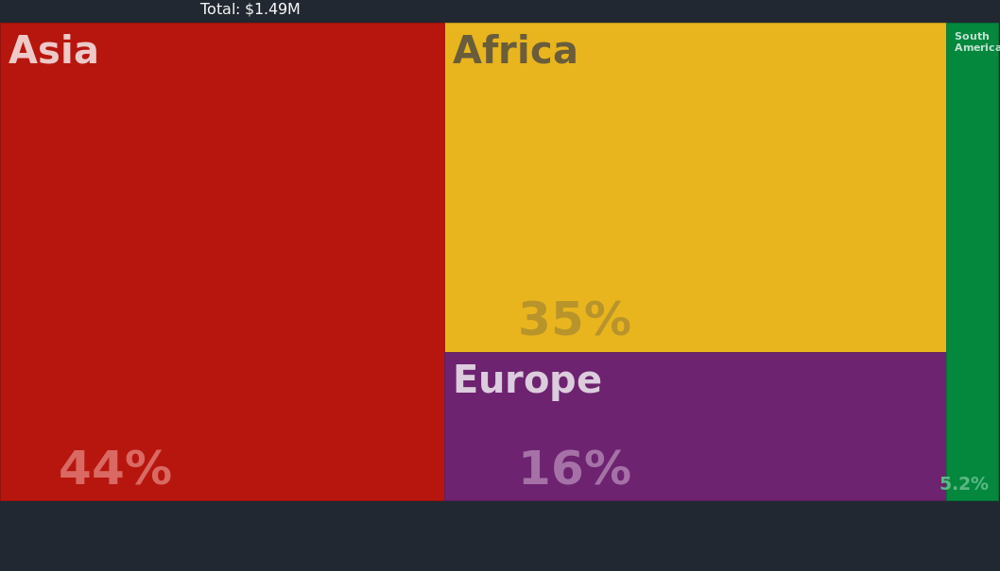 Total: $1.49M
Asia
44%
Africa
35%
Europe
16%
South
America
5.2%